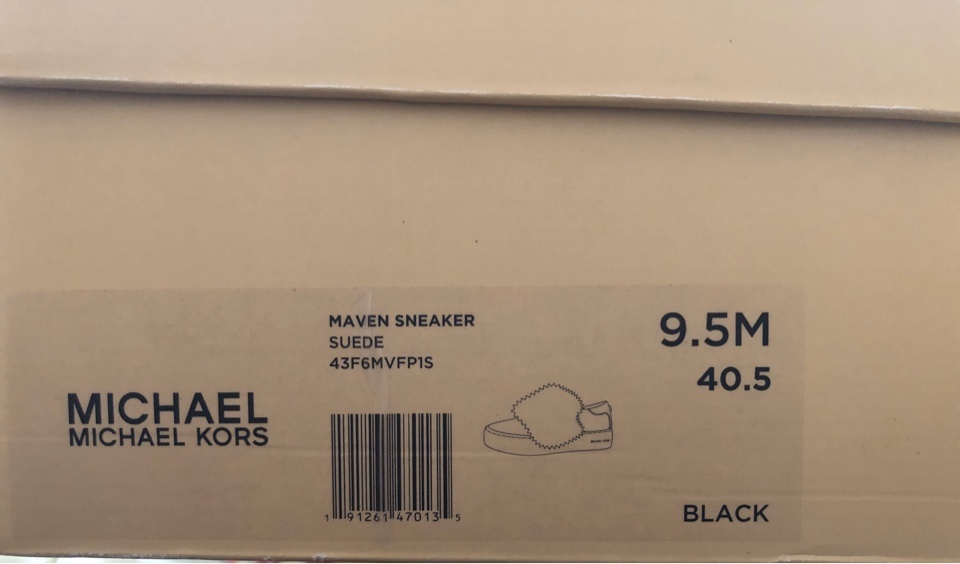 MAVEN SNEAKER
SUEDE
43F6MVFP1S
9.5M
40.5
MICHAEL
MICHAEL KORS
1 91261 47013 5
BLACK